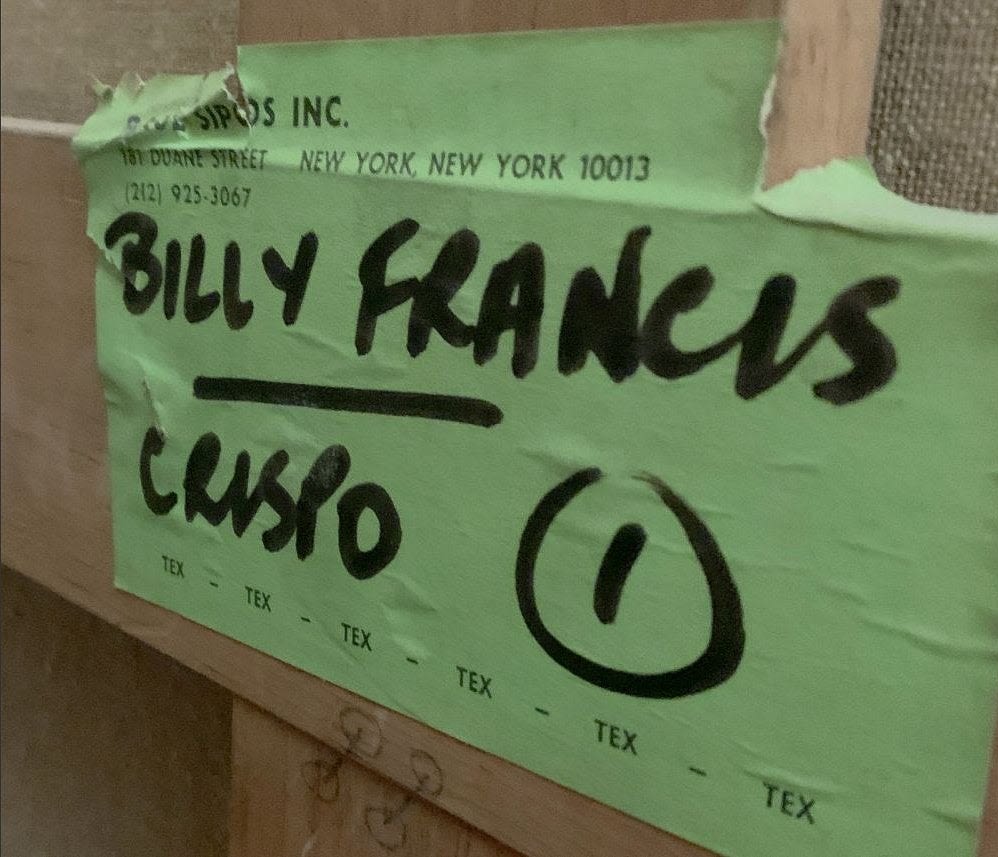 SIPOS INC.
181 DUANE STREET NEW YORK, NEW YORK 10013
(212) 925-3067
BILLY FRANCIS
CRISPO 1
TEX - TEX - TEX - TEX - TEX - TEX